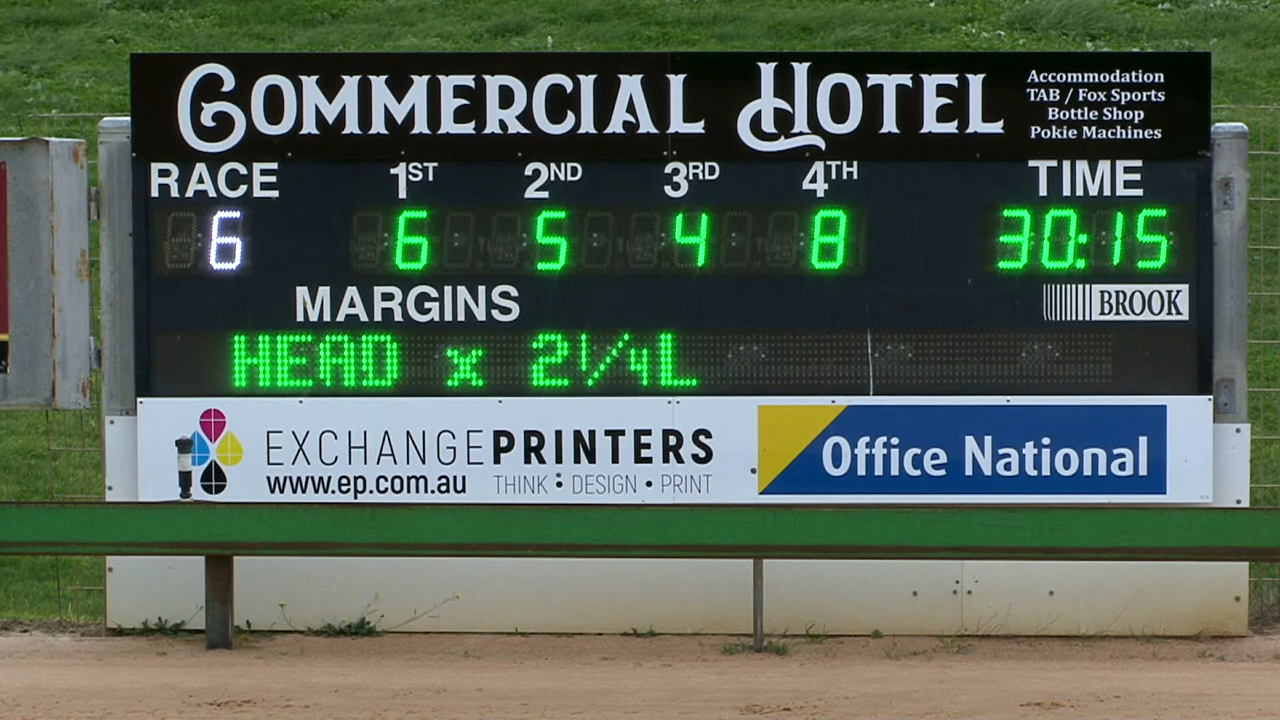 COMMERCIAL HOTEL
Accommodation
TAB / Fox Sports
Bottle Shop
Pokie Machines
RACE 1ST 2ND 3RD 4TH TIME
6 6 5 4 8 30:15
MARGINS
BROOK
HEAD x 2¼L
EXCHANGEPRINTERS
www.ep.com.au THINK • DESIGN • PRINT
Office National